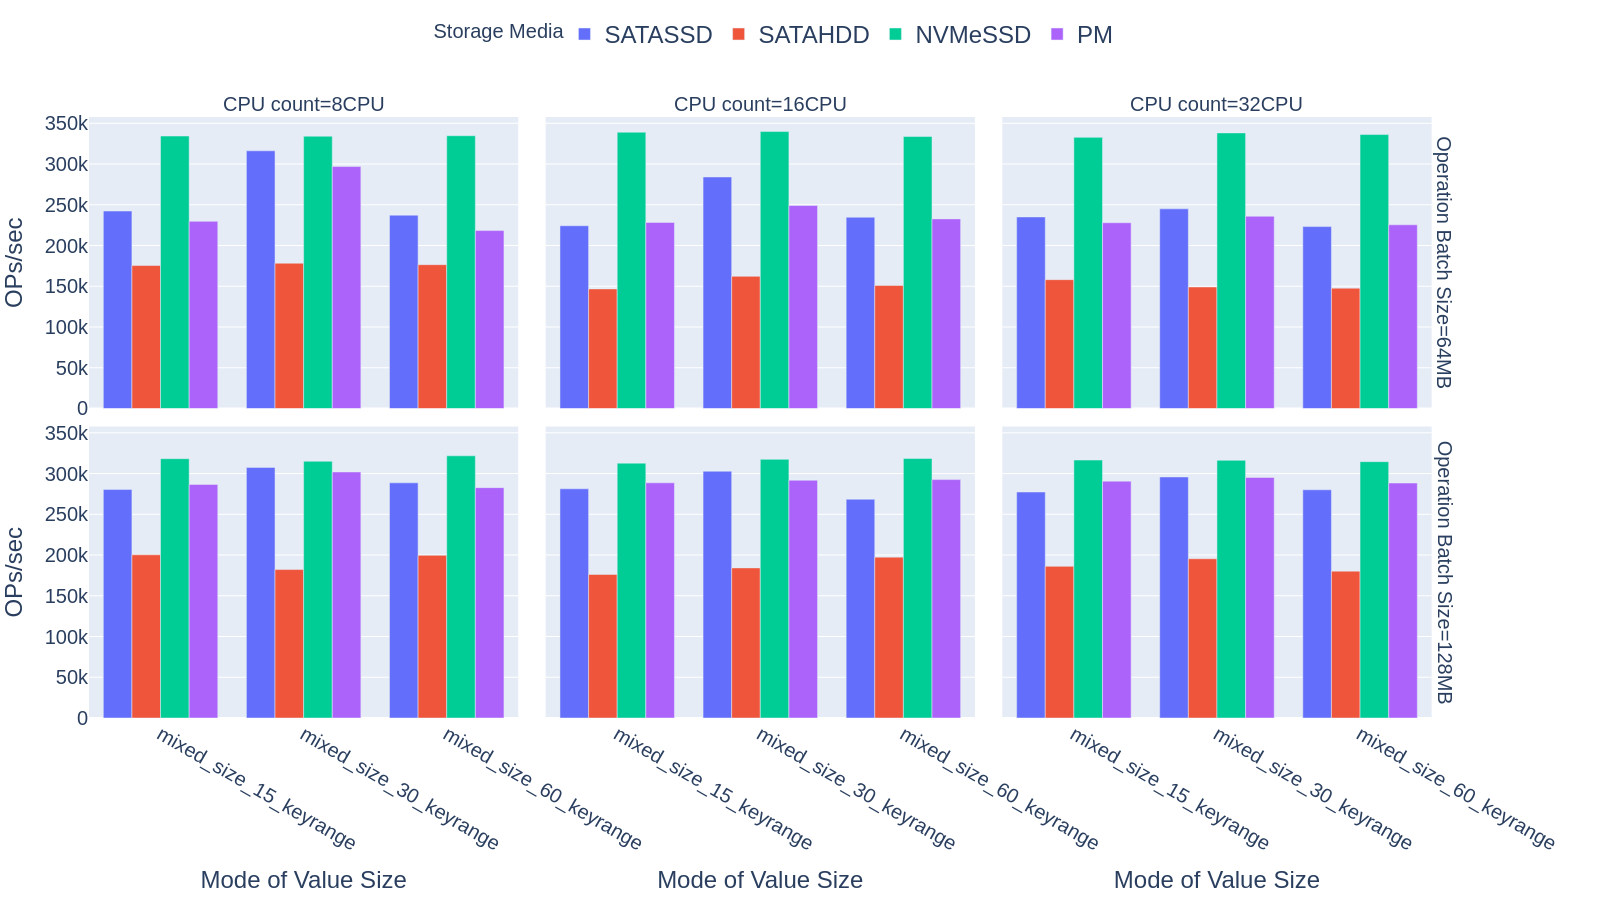 Storage Media SATASSD SATAHDD NVMeSSD PM
CPU count=8CPU CPU count=16CPU CPU count=32CPU
OPs/sec
350k
300k
250k
200k
150k
100k
50k
0
Operation Batch Size=64MB
OPs/sec
350k
300k
250k
200k
150k
100k
50k
0
Operation Batch Size=128MB
mixed_size_15_keyrange
mixed_size_30_keyrange
mixed_size_60_keyrange
mixed_size_15_keyrange
mixed_size_30_keyrange
mixed_size_60_keyrange
mixed_size_15_keyrange
mixed_size_30_keyrange
mixed_size_60_keyrange
Mode of Value Size Mode of Value Size Mode of Value Size